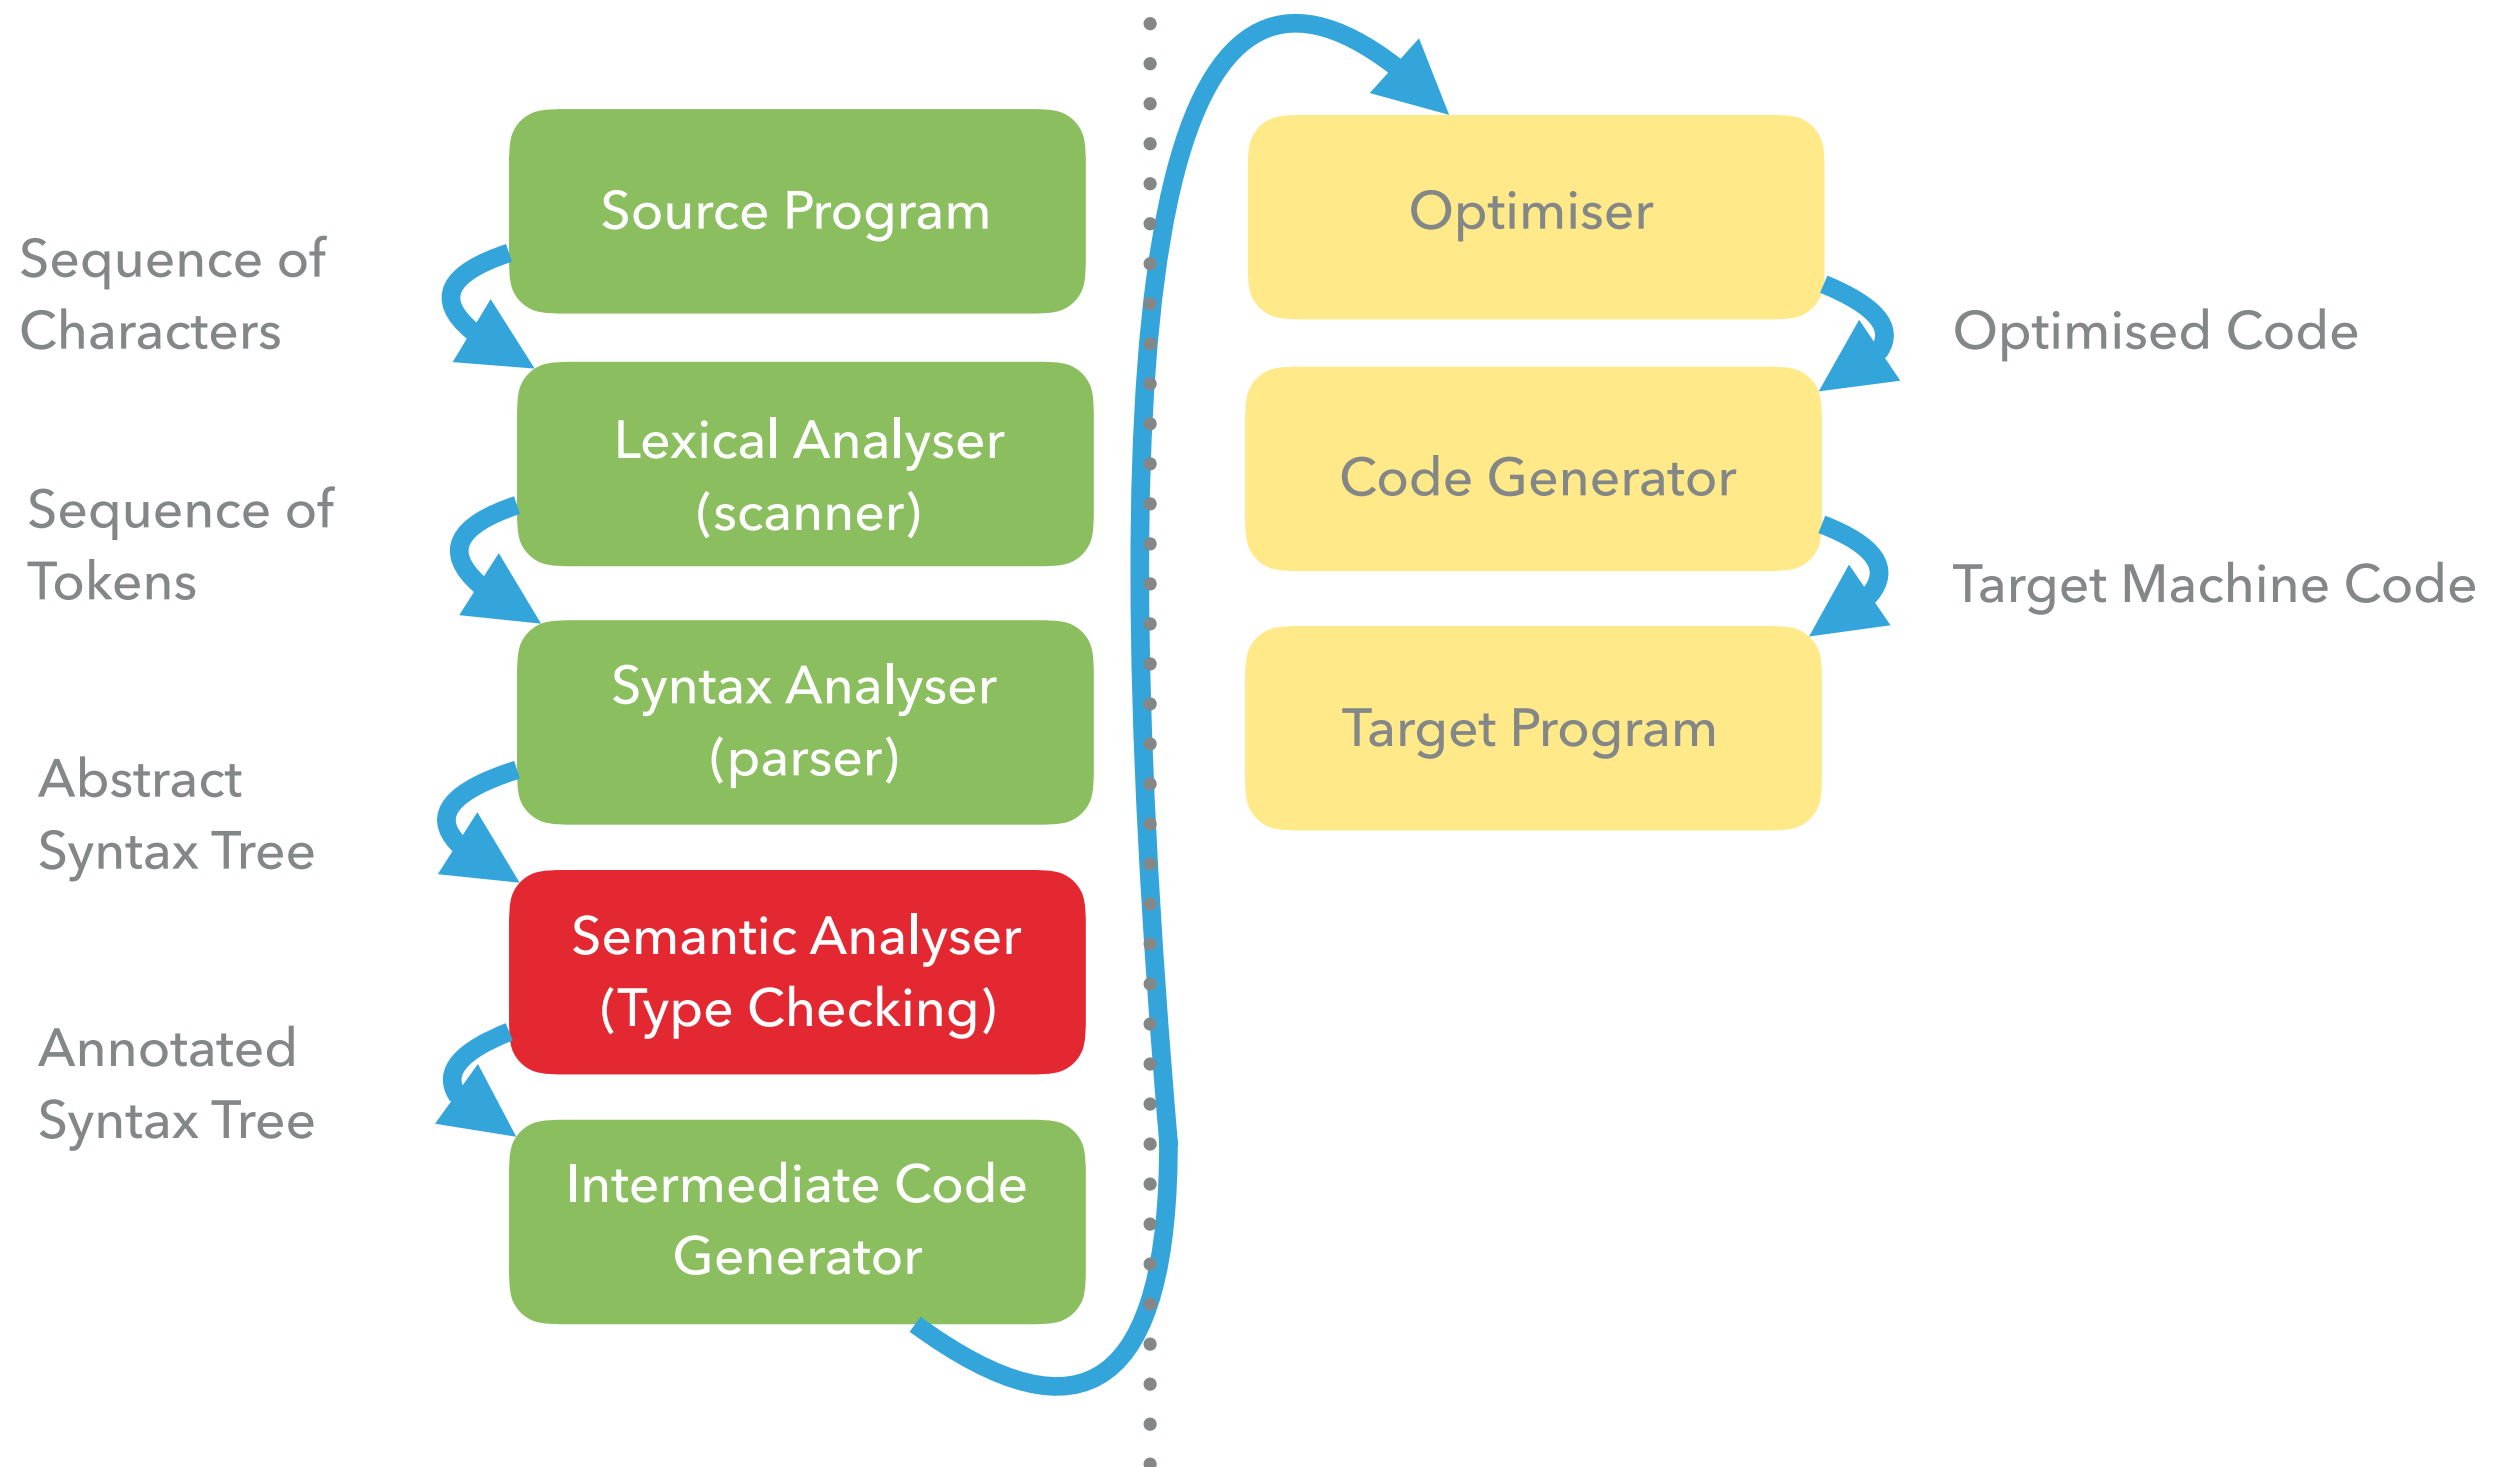 Source Program
Sequence of
Characters
Lexical Analyser
(scanner)
Sequence of
Tokens
Syntax Analyser
(parser)
Abstract
Syntax Tree
Semantic Analyser
(Type Checking)
Annotated
Syntax Tree
Intermediate Code
Generator
Optimiser
Optimised Code
Code Generator
Target Machine Code
Target Program